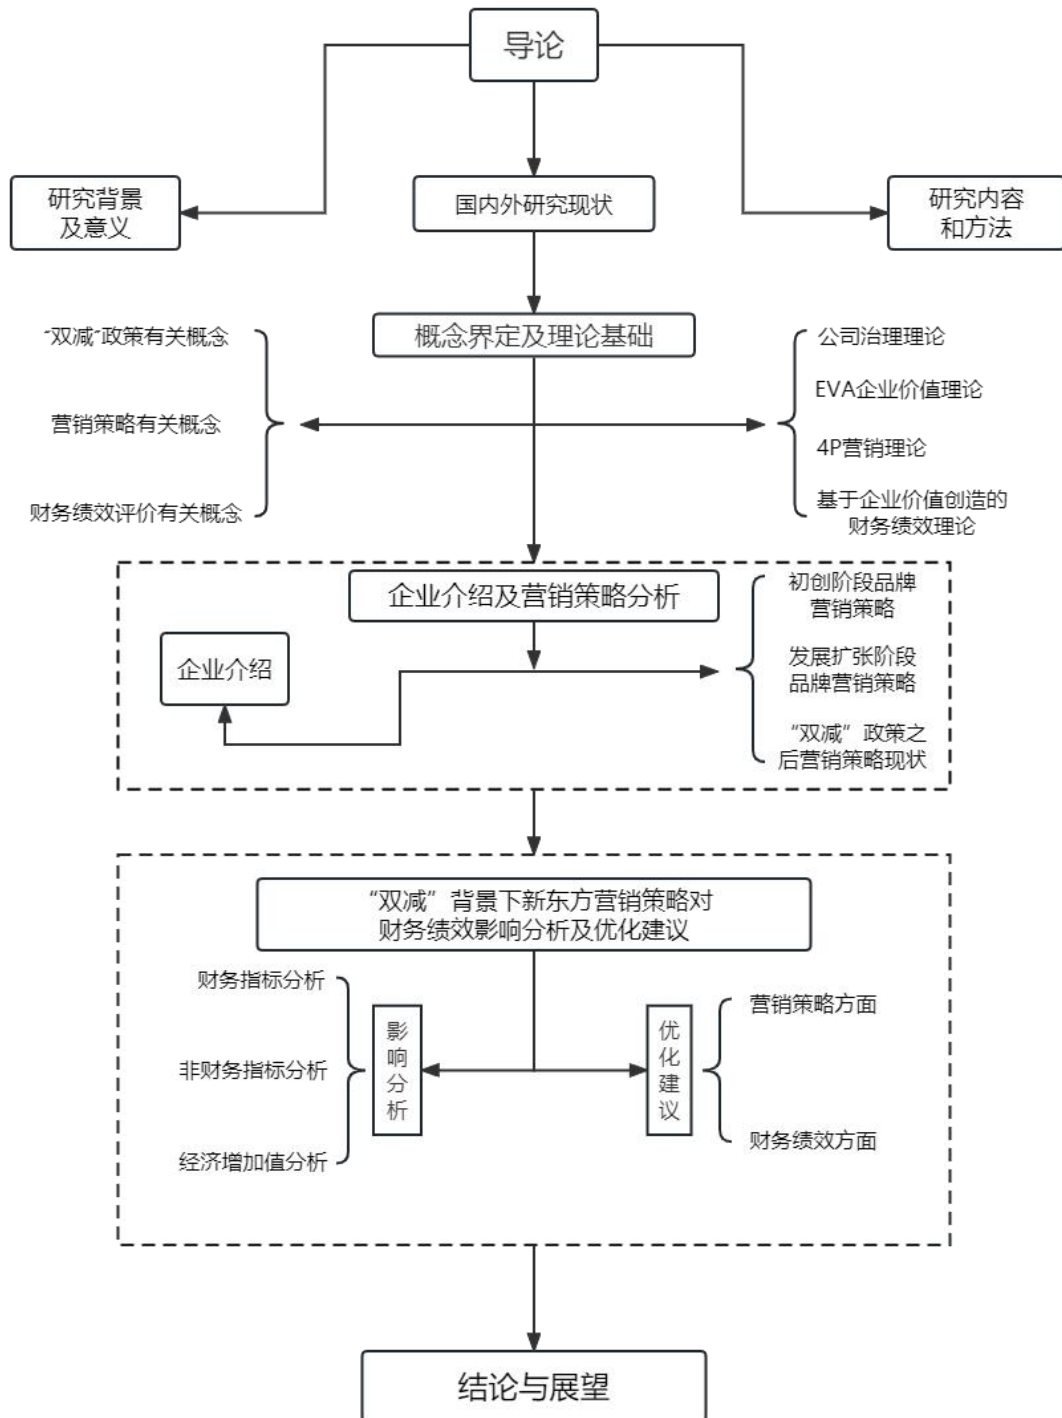 导论
研究背景
及意义
国内外研究现状
研究内容
和方法
概念界定及理论基础
“双减”政策有关概念
营销策略有关概念
财务绩效评价有关概念
公司治理理论
EVA企业价值理论
4P营销理论
基于企业价值创造的
财务绩效理论
企业介绍及营销策略分析
企业介绍
初创阶段品牌
营销策略
发展扩张阶段
品牌营销策略
“双减”政策之
后营销策略现状
“双减”背景下新东方营销策略对
财务绩效影响分析及优化建议
财务指标分析
非财务指标分析
经济增加值分析
影
响
分
析
优
化
建
议
营销策略方面
财务绩效方面
结论与展望